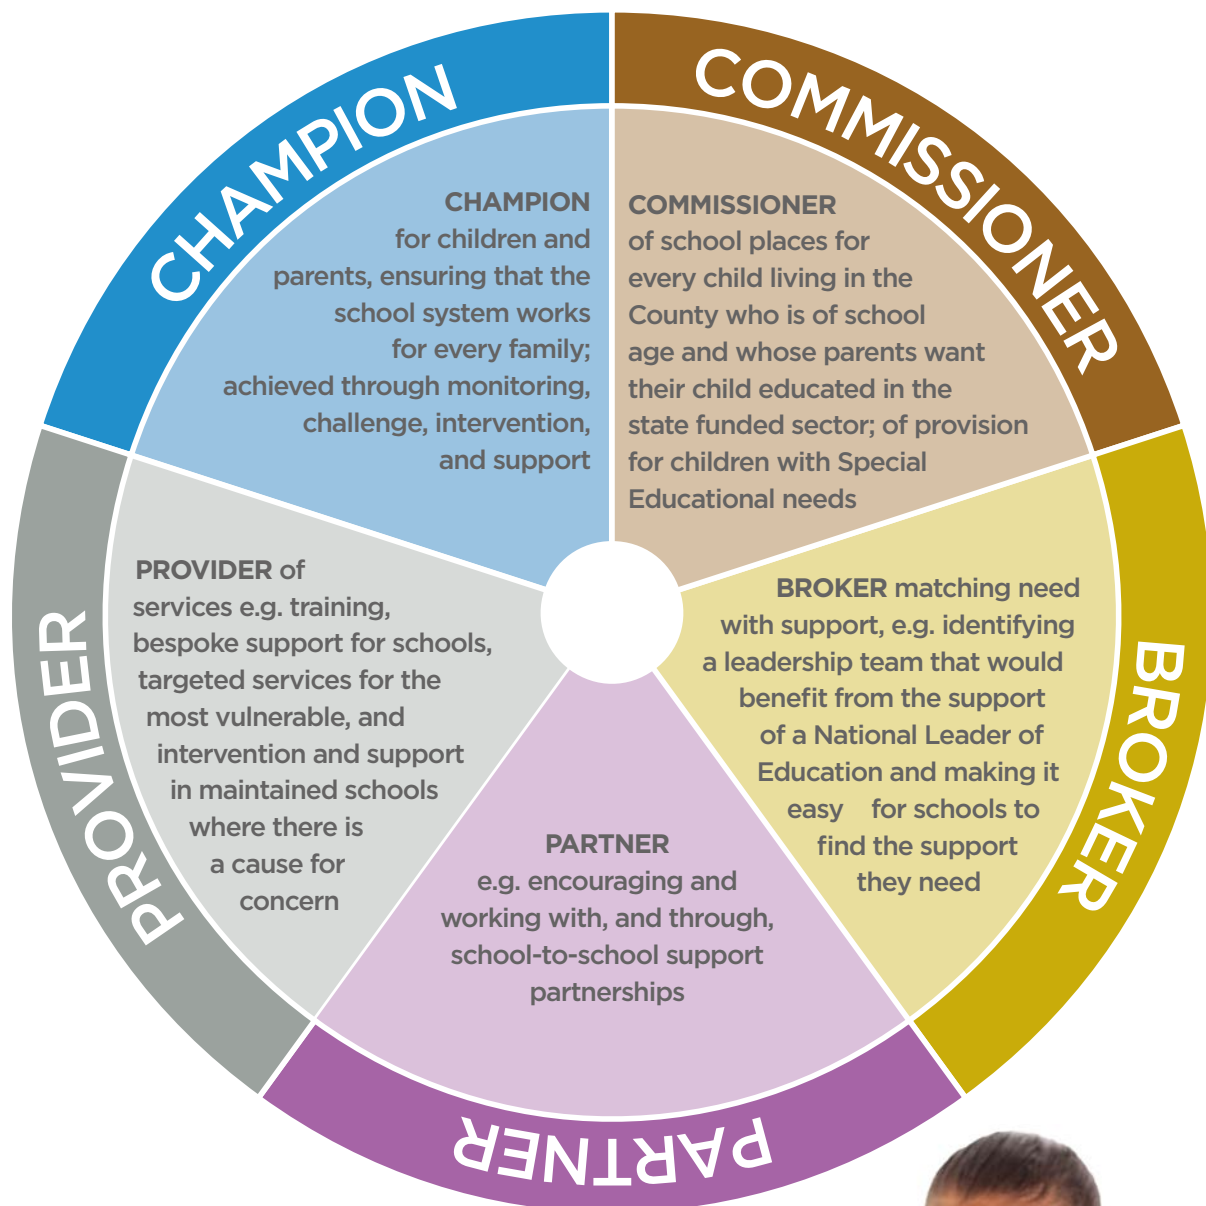 CHAMPION
COMMISSIONER
BROKER
PARTNER
PROVIDER
CHAMPION
for children and
parents, ensuring that the
school system works
for every family;
achieved through monitoring,
challenge, intervention,
and support
COMMISSIONER
of school places for
every child living in the
County who is of school
age and whose parents want
their child educated in the
state funded sector; of provision
for children with Special
Educational needs
BROKER matching need
with support, e.g. identifying
a leadership team that would
benefit from the support
of a National Leader of
Education and making it
easy for schools to
find the support
they need
PARTNER
e.g. encouraging and
working with, and through,
school-to-school support
partnerships
PROVIDER of
services e.g. training,
bespoke support for schools,
targeted services for the
most vulnerable, and
intervention and support
in maintained schools
where there is
a cause for
concern